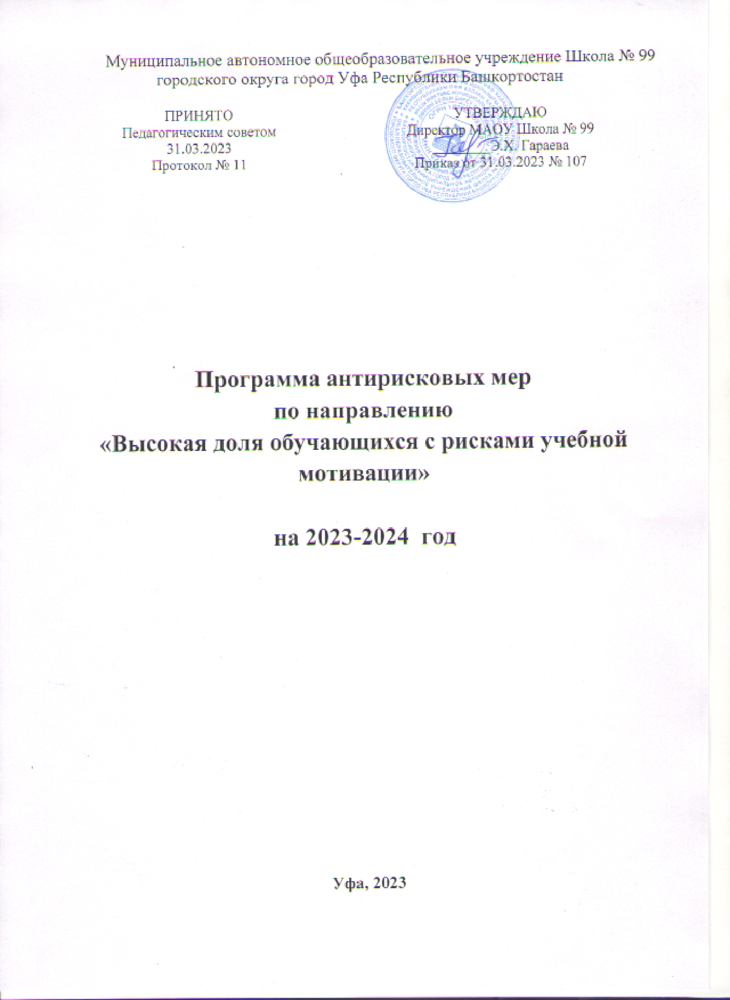 Муниципальное автономное общеобразовательное учреждение Школа № 99
городского округа город Уфа Республики Башкортостан
ПРИНЯТО
Педагогическим советом
31.03.2023
Протокол № 11
УТВЕРЖДАЮ
Директор МАОУ Школа № 99
Э.Х. Гараева
Приказ от 31.03.2023 № 107
Программа антирисковых мер
по направлению
«Высокая доля обучающихся с рисками учебной
мотивации»
на 2023-2024 год
Уфа, 2023